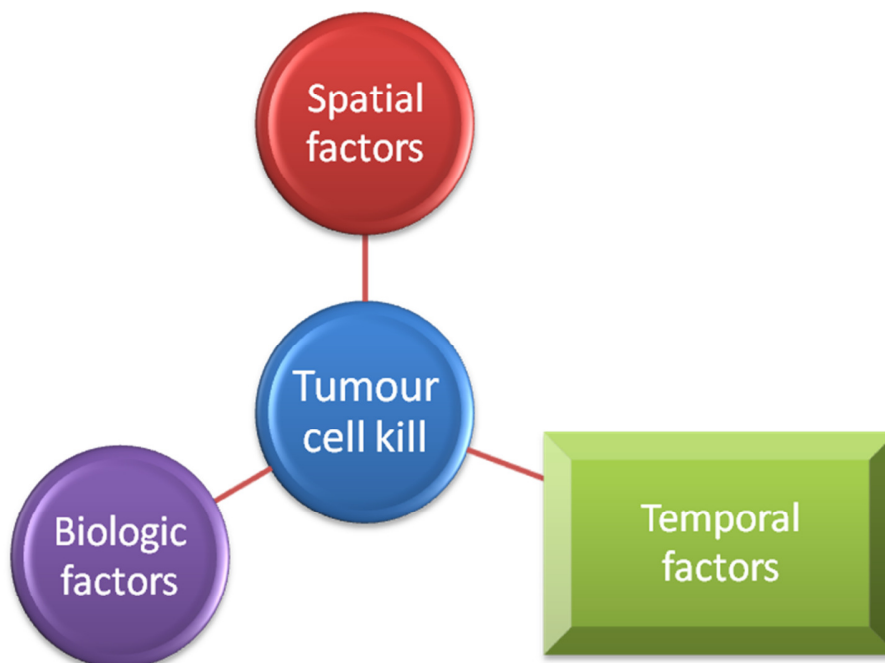 Spatial
factors
Tumour
cell kill
Biologic
factors
Temporal
factors